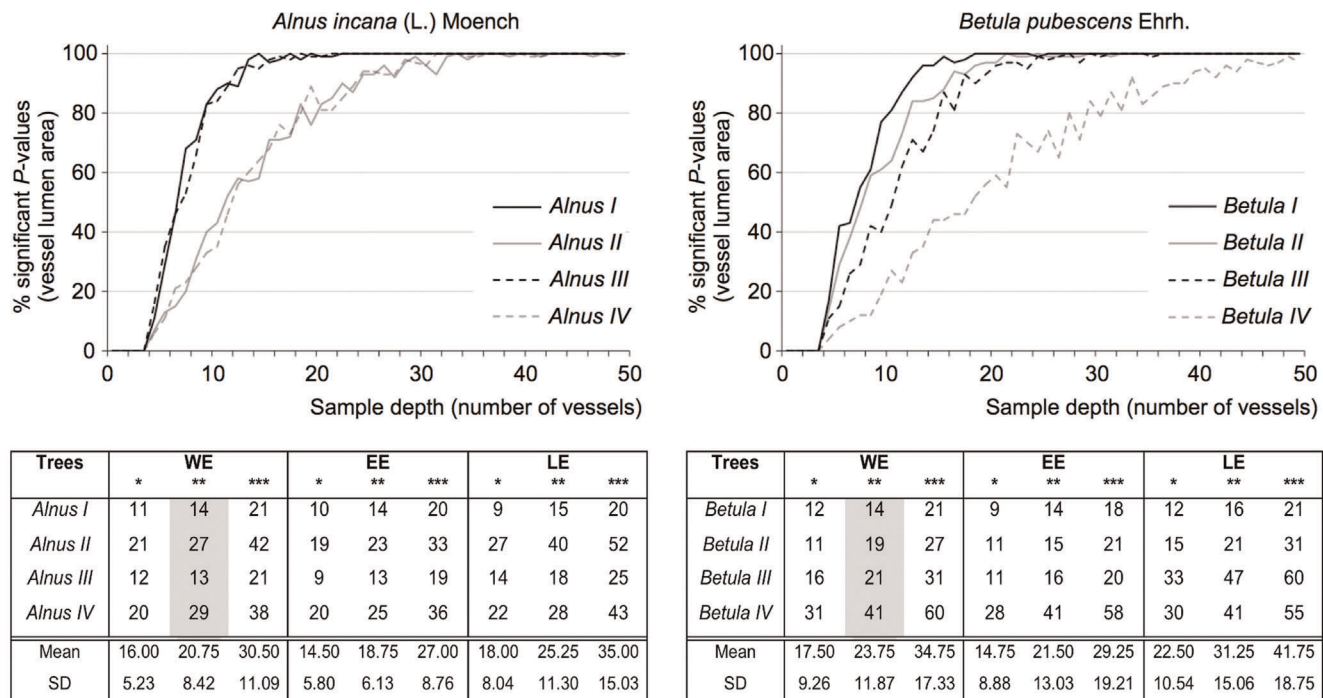 Alnus incana (L.) Moench
% significant P-values
(vessel lumen area)
100
80
60
40
20
0
Alnus I
Alnus II
Alnus III
Alnus IV
0 10 20 30 40 50
Sample depth (number of vessels)
Betula pubescens Ehrh.
% significant P-values
(vessel lumen area)
100
80
60
40
20
0
Betula I
Betula II
Betula III
Betula IV
0 10 20 30 40 50
Sample depth (number of vessels)
Trees WE EE LE
* ** *** * ** *** * ** ***
Alnus I 11 14 21 10 14 20 9 15 20
Alnus II 21 27 42 19 23 33 27 40 52
Alnus III 12 13 21 9 13 19 14 18 25
Alnus IV 20 29 38 20 25 36 22 28 43
Mean 16.00 20.75 30.50 14.50 18.75 27.00 18.00 25.25 35.00
SD 5.23 8.42 11.09 5.80 6.13 8.76 8.04 11.30 15.03
Trees WE EE LE
* ** *** * ** *** * ** ***
Betula I 12 14 21 9 14 18 12 16 21
Betula II 11 19 27 11 15 21 15 21 31
Betula III 16 21 31 11 16 20 33 47 60
Betula IV 31 41 60 28 41 58 30 41 55
Mean 17.50 23.75 34.75 14.75 21.50 29.25 22.50 31.25 41.75
SD 9.26 11.87 17.33 8.88 13.03 19.21 10.54 15.06 18.75